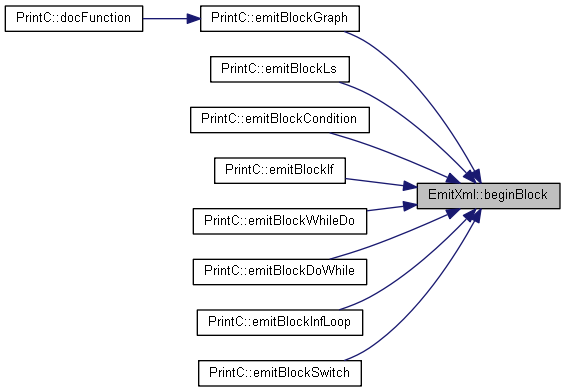 PrintC::docFunction
PrintC::emitBlockGraph
PrintC::emitBlockLs
PrintC::emitBlockCondition
PrintC::emitBlockIf
EmitXml::beginBlock
PrintC::emitBlockWhileDo
PrintC::emitBlockDoWhile
PrintC::emitBlockInfLoop
PrintC::emitBlockSwitch